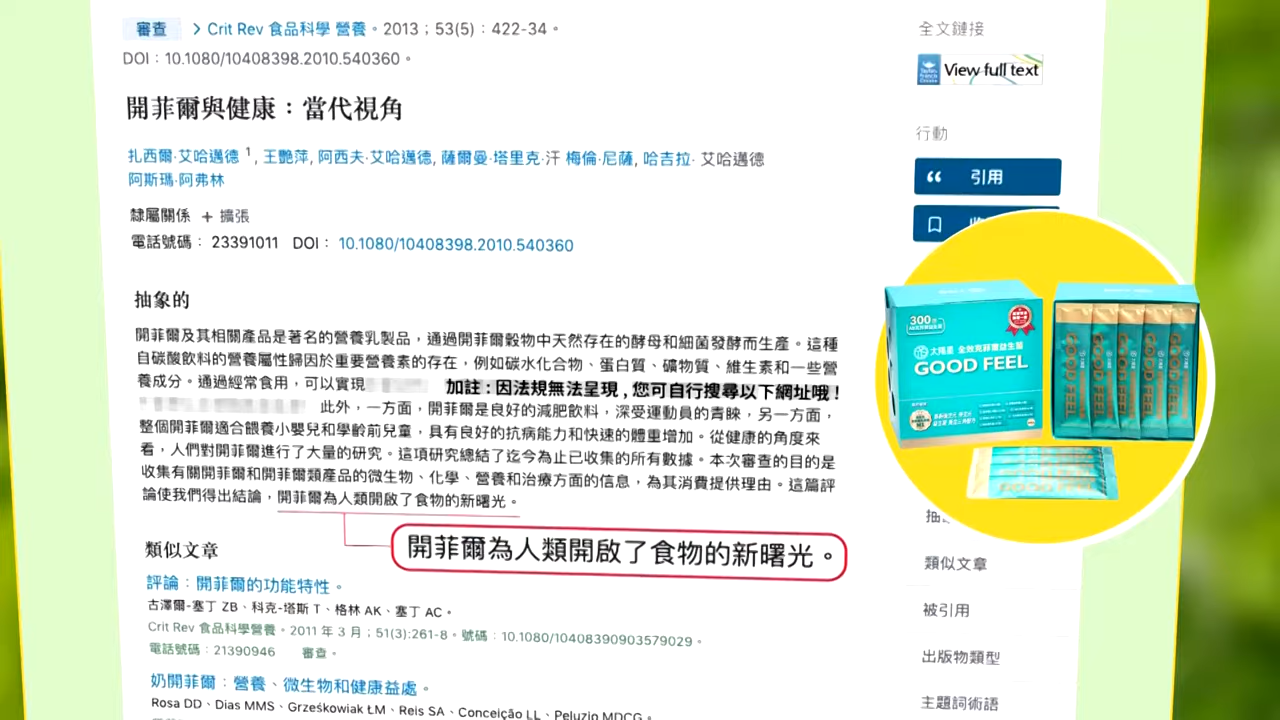 審查 > Crit Rev 食品科學 營養。2013；53(5)：422-34。
DOI：10.1080/10408398.2010.540360。
開菲爾與健康：當代視角
扎西爾·艾哈邁德 1, 王艷萍, 阿西夫·艾哈邁德, 薩爾曼·塔里克·汗 梅倫·尼薩, 哈吉拉· 艾哈邁德
阿斯瑪·阿弗林
隸屬關係 + 擴張
電話號碼： 23391011 DOI： 10.1080/10408398.2010.540360
抽象的
開菲爾及其相關產品是著名的營養乳製品，通過開菲爾穀物中天然存在的酵母和細菌發酵而生產。這種
自碳酸飲料的營養屬性歸因於重要營養素的存在，例如碳水化合物、蛋白質、礦物質、維生素和一些營
養成分。通過經常食用，可以實現 加註 : 因法規無法呈現 , 您可自行搜尋以下網址哦 !
此外，一方面，開菲爾是良好的減肥飲料，深受運動員的青睞，另一方面，
整個開菲爾適合餵養小嬰兒和學齡前兒童，具有良好的抗病能力和快速的體重增加。從健康的角度來
看，人們對開菲爾進行了大量的研究。這項研究總結了迄今為止已收集的所有數據。本次審查的目的是
收集有關開菲爾和開菲爾類產品的微生物、化學、營養和治療方面的信息，為其消費提供理由。這篇評
論使我們得出結論，開菲爾為人類開啟了食物的新曙光。
開菲爾為人類開啟了食物的新曙光。
類似文章
評論：開菲爾的功能特性。
古澤爾-塞丁 ZB、科克-塔斯 T、格林 AK、塞丁 AC。
Crit Rev 食品科學營養。2011 年 3 月；51(3):261-8。號碼：10.1080/10408390903579029。
電話號碼：21390946 審查。
奶開菲爾：營養、微生物和健康益處。
Rosa DD、Dias MMS、Grześkowiak ŁM、Reis SA、Conceição LL、Peluzio MDCG。
全文鏈接
View full text
行動
引用
300
太陽星 全效克菲爾益生菌
GOOD FEEL
GOOD FEEL
GOOD FEEL
GOOD FEEL
GOOD FEEL
GOOD FEEL
類似文章
被引用
出版物類型
主題詞術語